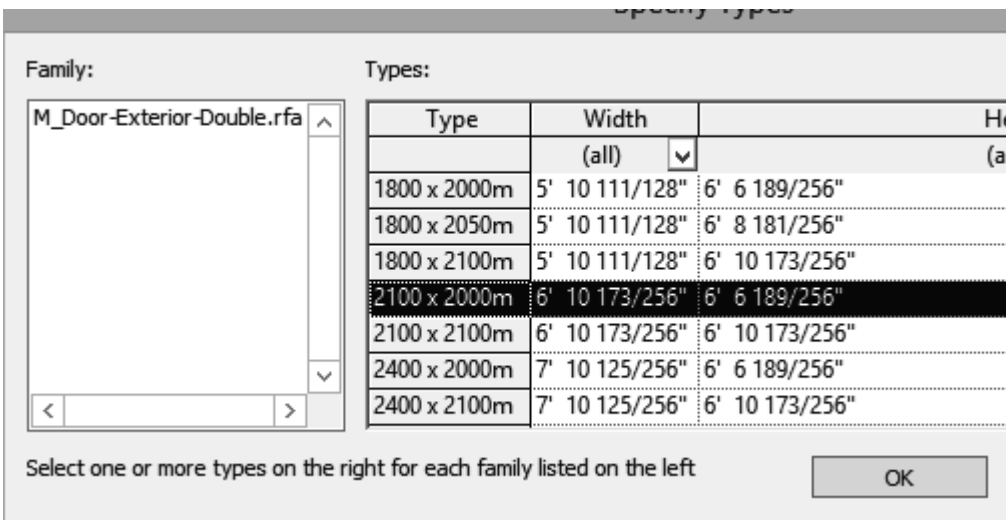 Specify Types
Family:
Types:
M_Door-Exterior-Double.rfa
Type Width
(all)
1800 x 2000m 5' 10 111/128" 6' 6 189/256"
1800 x 2050m 5' 10 111/128" 6' 8 181/256"
1800 x 2100m 5' 10 111/128" 6' 10 173/256"
2100 x 2000m 6' 10 173/256" 6' 6 189/256"
2100 x 2100m 6' 10 173/256" 6' 10 173/256"
2400 x 2000m 7' 10 125/256" 6' 6 189/256"
2400 x 2100m 7' 10 125/256" 6' 10 173/256"
Select one or more types on the right for each family listed on the left
OK